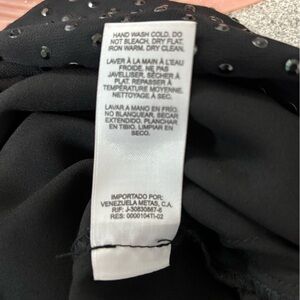 HAND WASH COLD, DO
NOT BLEACH, DRY FLAT.
IRON WARM. DRY CLEAN.
LAVER À LA MAIN À L'EAU
FROIDE, NE PAS
JAVELLISER, SÉCHER À
PLAT. REPASSER À
TEMPÉRATURE MOYENNE.
NETTOYAGE À SEC.
LAVAR A MANO EN FRÍO.
NO BLANQUEAR, SECAR
EXTENDIDO, PLANCHAR
EN TIBIO, LIMPIAR EN
SECO.
IMPORTADO POR:
VENEZUELA METAS, C.A.
RIF: J-30830867-6
RES: 0000104TI-02